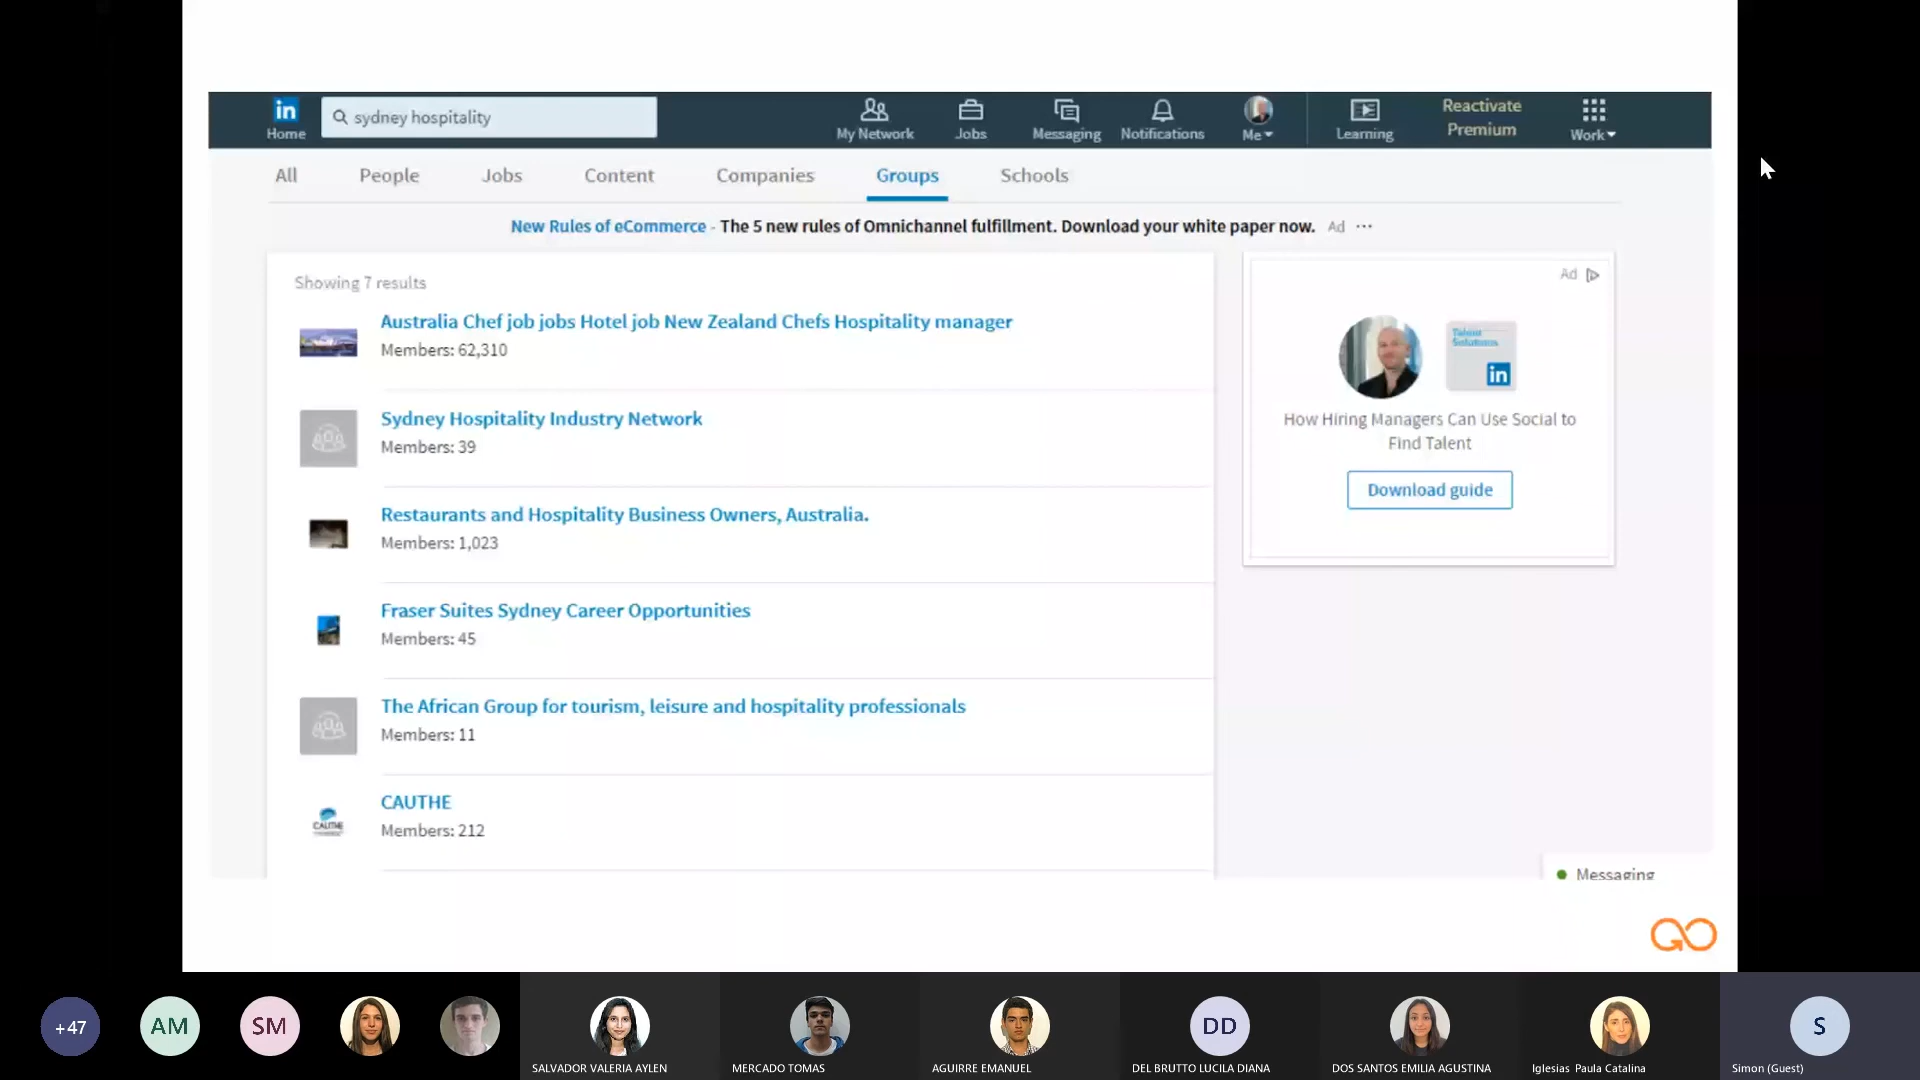 in
Home
sydney hospitality
My Network
Jobs
Messaging
Notifications
Me
Learning
Reactivate
Premium
Work
All
People
Jobs
Content
Companies
Groups
Schools
New Rules of eCommerce - The 5 new rules of Omnichannel fulfillment. Download your white paper now. Ad ···
Showing 7 results
Australia Chef job jobs Hotel job New Zealand Chefs Hospitality manager
Members: 62,310
Sydney Hospitality Industry Network
Members: 39
Restaurants and Hospitality Business Owners, Australia.
Members: 1,023
Fraser Suites Sydney Career Opportunities
Members: 45
The African Group for tourism, leisure and hospitality professionals
Members: 11
CAUTHE
CAUTHE
Members: 212
Ad
Talent
Solutions
in
How Hiring Managers Can Use Social to
Find Talent
Download guide
Messaging
GO
+47
AM
SM
SALVADOR VALERIA AYLEN
MERCADO TOMAS
AGUIRRE EMANUEL
DD
DEL BRUTTO LUCILA DIANA
DOS SANTOS EMILIA AGUSTINA
Iglesias Paula Catalina
S
Simon (Guest)